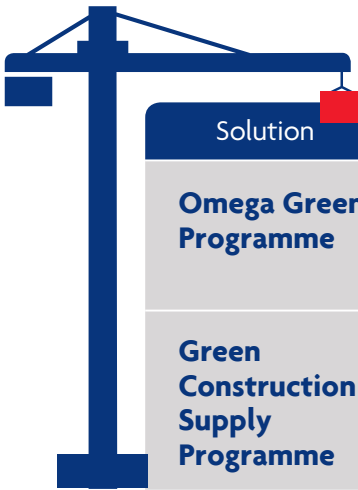 Solution
Omega Green
Programme
Green
Construction
Supply
Programme